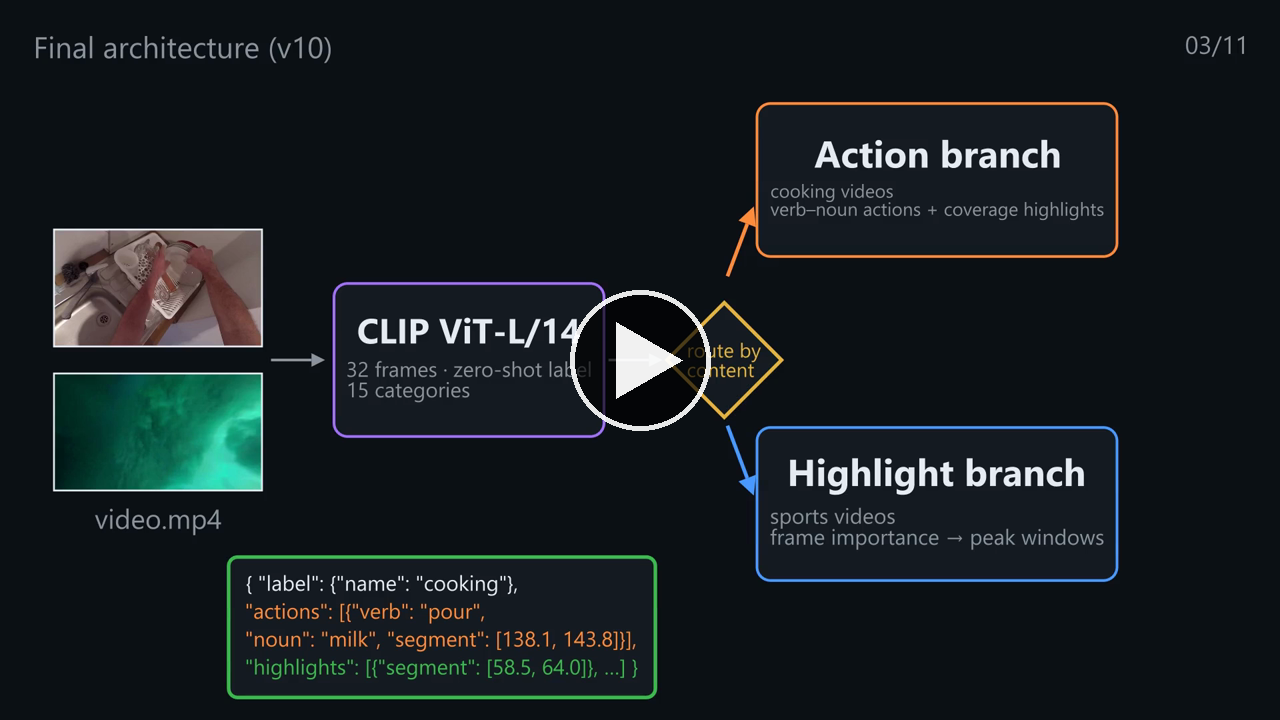 Final architecture (v10)
03/11
Action branch
cooking videos
verb–noun actions + coverage highlights
CLIP ViT-L/14
32 frames · zero-shot label
15 categories
route by
content
Highlight branch
sports videos
frame importance → peak windows
video.mp4
{ "label": {"name": "cooking"},
"actions": [{"verb": "pour",
"noun": "milk", "segment": [138.1, 143.8]}],
"highlights": [{"segment": [58.5, 64.0]}, ...] }